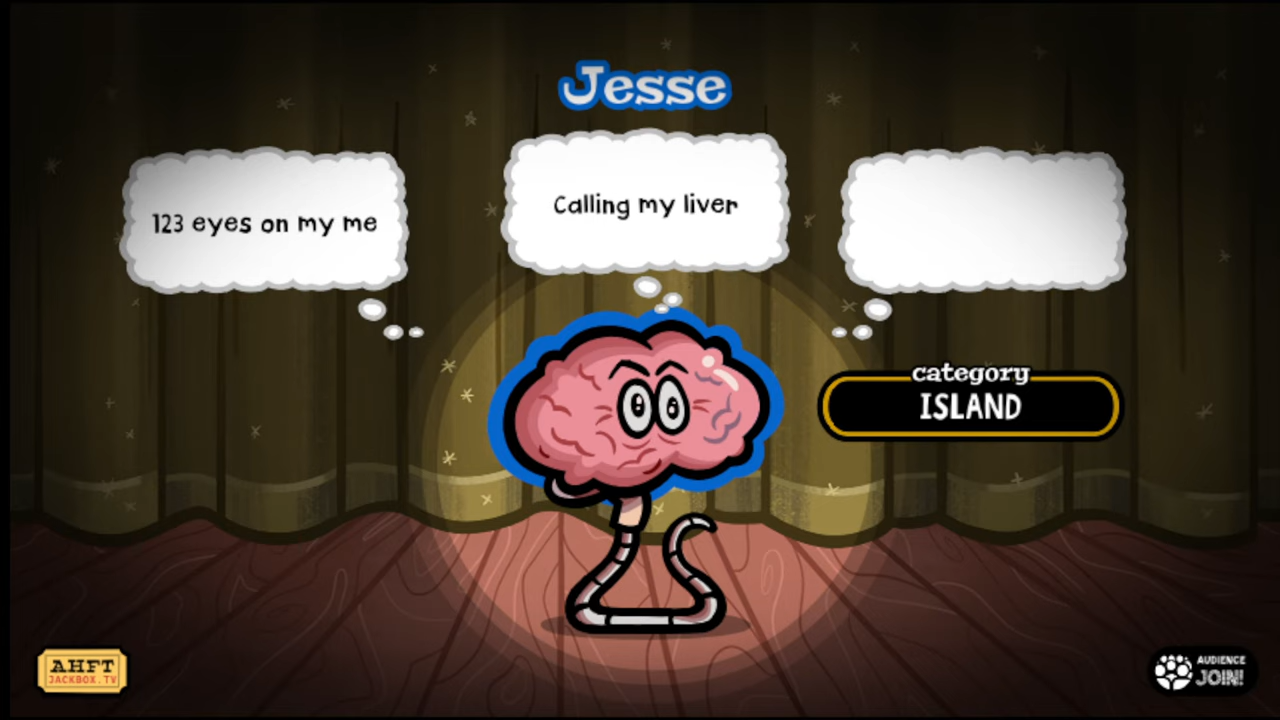 Jesse
123 eyes on my me
Calling my liver
category
ISLAND
AHFT
JACKBOX.TV
AUDIENCE
JOIN!